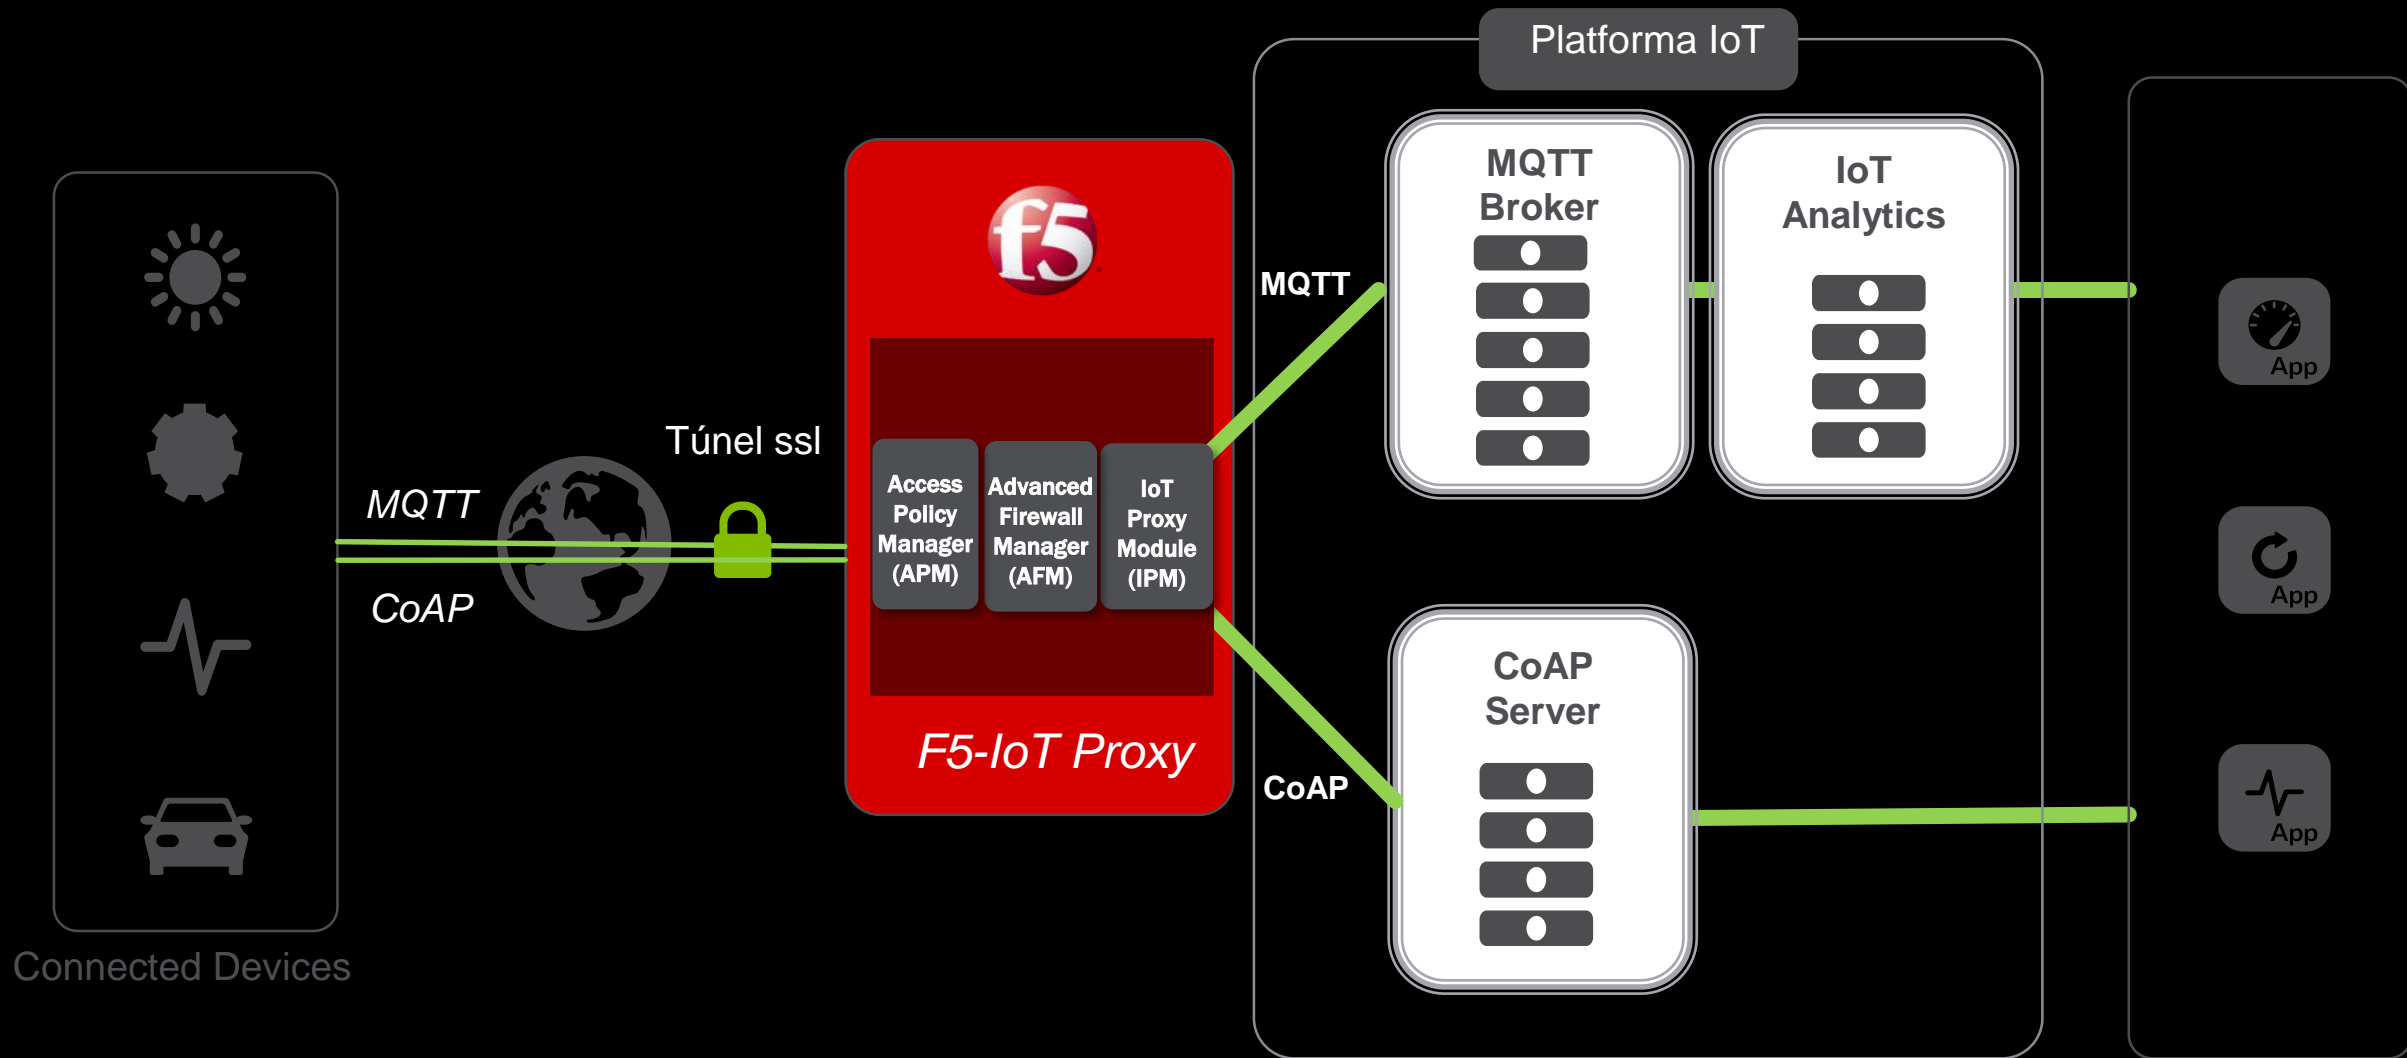 Platforma IoT
MQTT
Broker
IoT
Analytics
f5
MQTT
App
Túnel ssl
MQTT
CoAP
Access
Policy
Manager
(APM)
Advanced
Firewall
Manager
(AFM)
IoT
Proxy
Module
(IPM)
App
CoAP
Server
F5-IoT Proxy
CoAP
App
Connected Devices